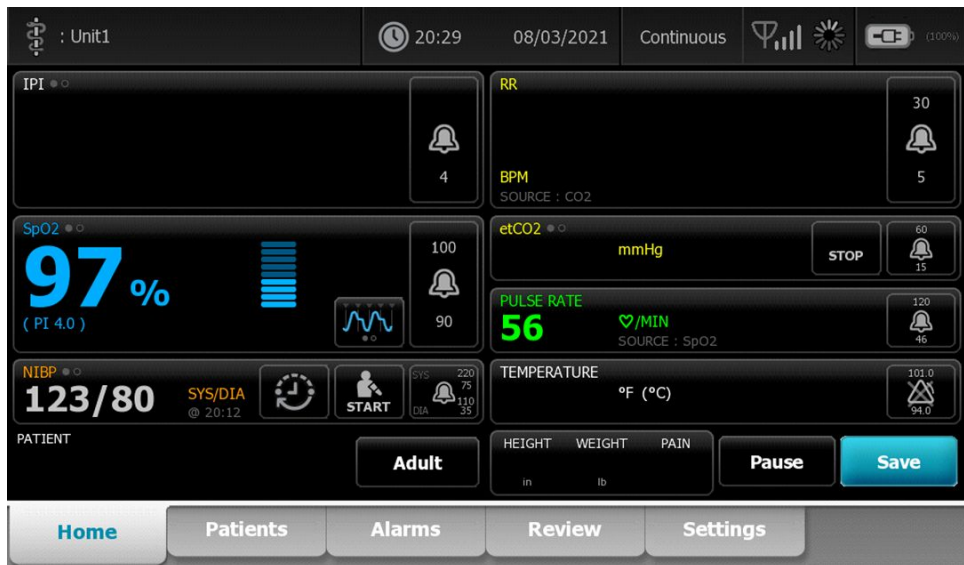 : Unit1
20:29
08/03/2021
Continuous
(100%)
IPI
4
RR
BPM
SOURCE : CO2
30
5
SpO2
97 %
( PI 4.0 )
100
90
etCO2
mmHg
STOP
60
15
PULSE RATE
56
/MIN
SOURCE : SpO2
120
46
NIBP
123/80
SYS/DIA
@ 20:12
START
SYS 220
75
110
DIA 35
TEMPERATURE
°F (°C)
101.0
94.0
PATIENT
Adult
HEIGHT WEIGHT PAIN
in lb
Pause
Save
Home
Patients
Alarms
Review
Settings